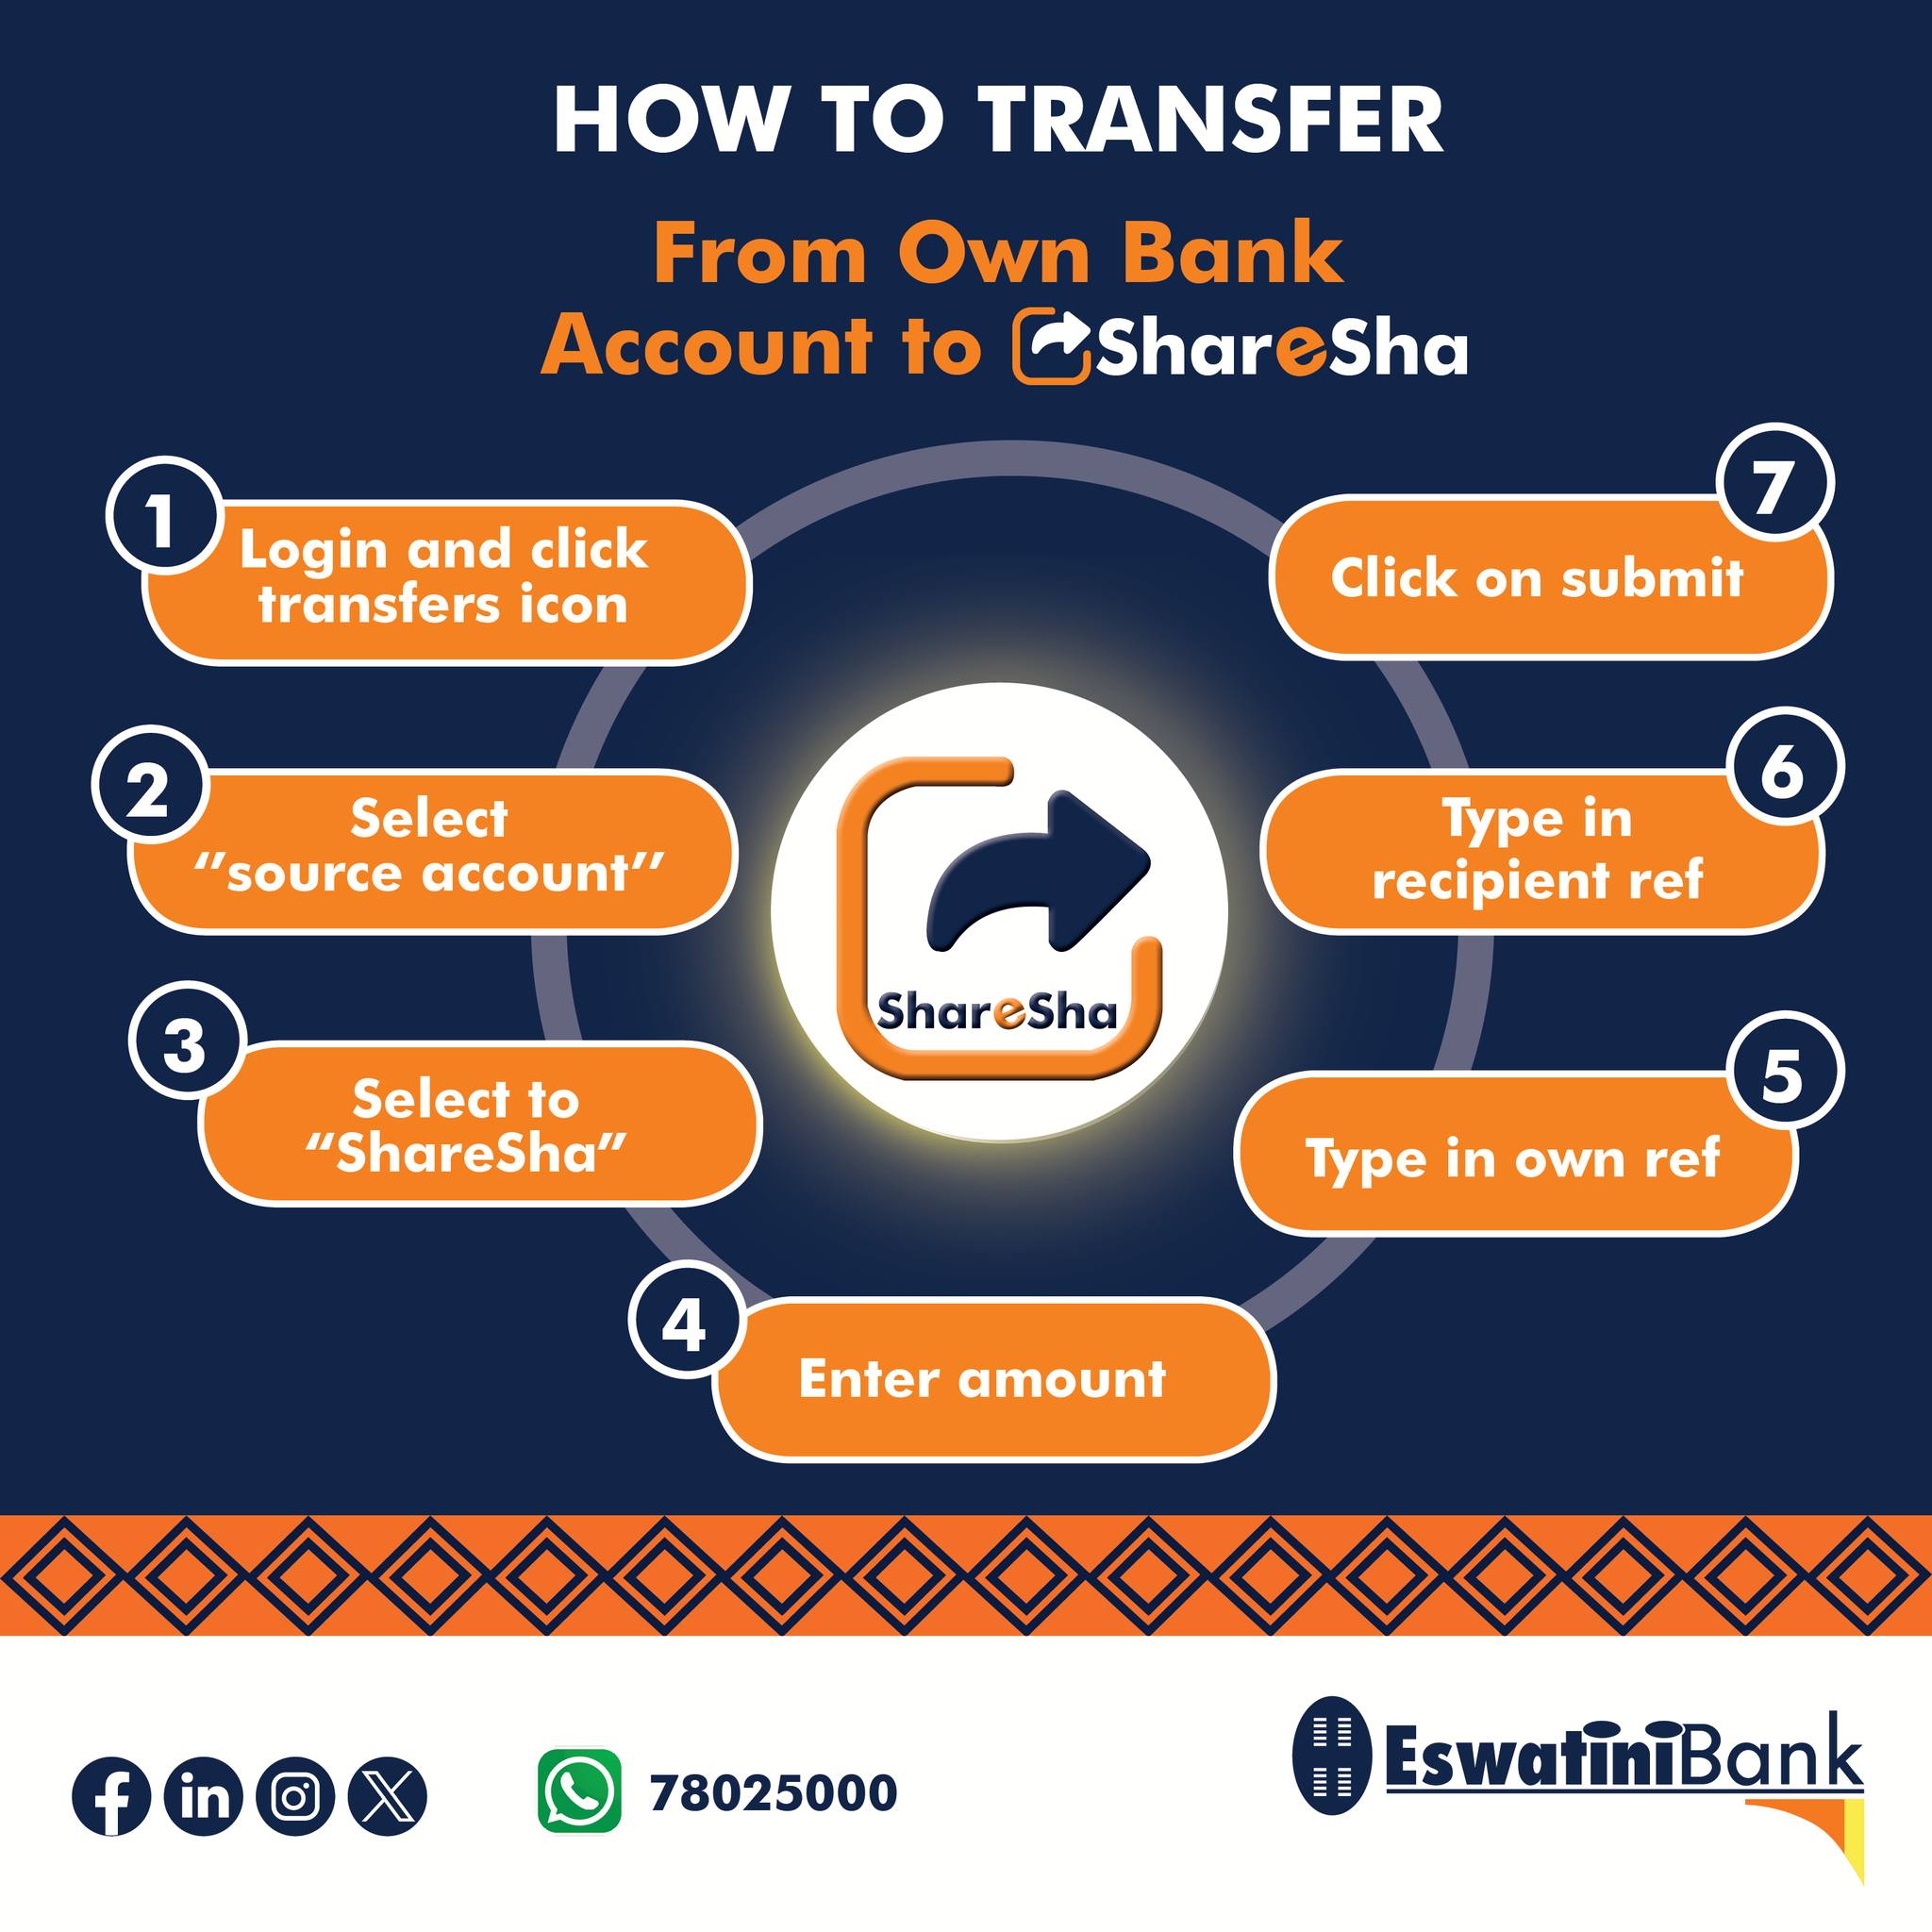 HOW TO TRANSFER
From Own Bank
Account to ShareSha
1
Login and click
transfers icon
2
Select
“source account”
3
Select to
“ShareSha”
4
Enter amount
5
Type in own ref
6
Type in
recipient ref
7
Click on submit
ShareSha
78025000
EswatiniBank